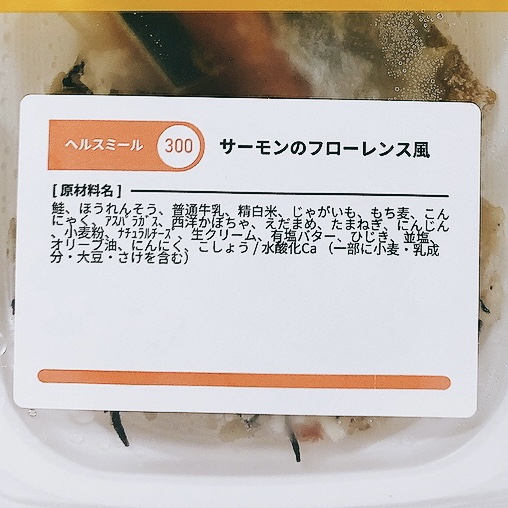 ヘルスミール 300 サーモンのフローレンス風
[ 原材料名 ]
鮭、ほうれんそう、普通牛乳、精白米、じゃがいも、もち麦、こん
にゃく、ｱｽﾊﾟﾗｶﾞｽ、西洋かぼちゃ、えだまめ、たまねぎ、にんじん
、小麦粉、ﾅﾁｭﾗﾙﾁｰｽﾞ、生クリーム、有塩バター、ひじき、並塩、
オリーブ油、にんにく、こしょう / 水酸化Ca （一部に小麦・乳成
分・大豆・さけを含む）